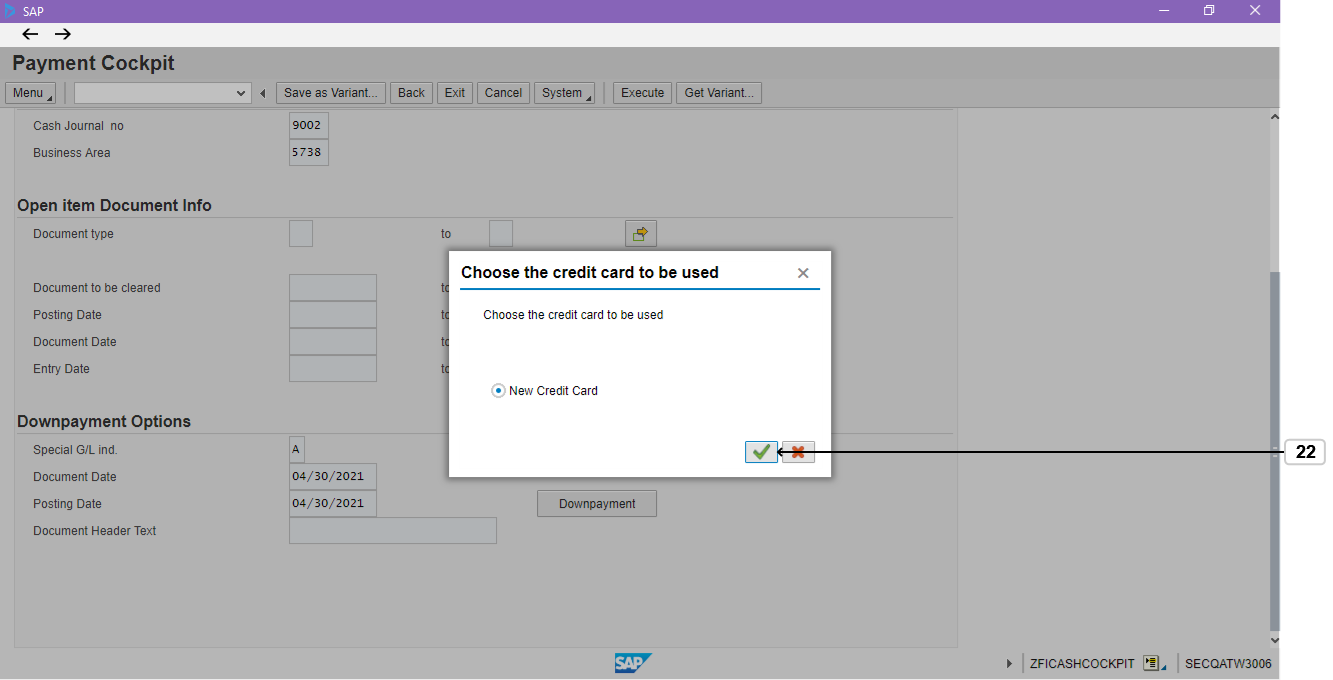 SAP
Payment Cockpit
Menu Save as Variant... Back Exit Cancel System Execute Get Variant...
Cash Journal no 9002
Business Area 5738
Open item Document Info
Document type to
Document to be cleared to
Posting Date to
Document Date to
Entry Date to
Choose the credit card to be used
Choose the credit card to be used
New Credit Card
22
Downpayment Options
Special G/L ind. A
Document Date 04/30/2021
Posting Date 04/30/2021 Downpayment
Document Header Text
SAP ZFICASHCOCKPIT SECQATW3006